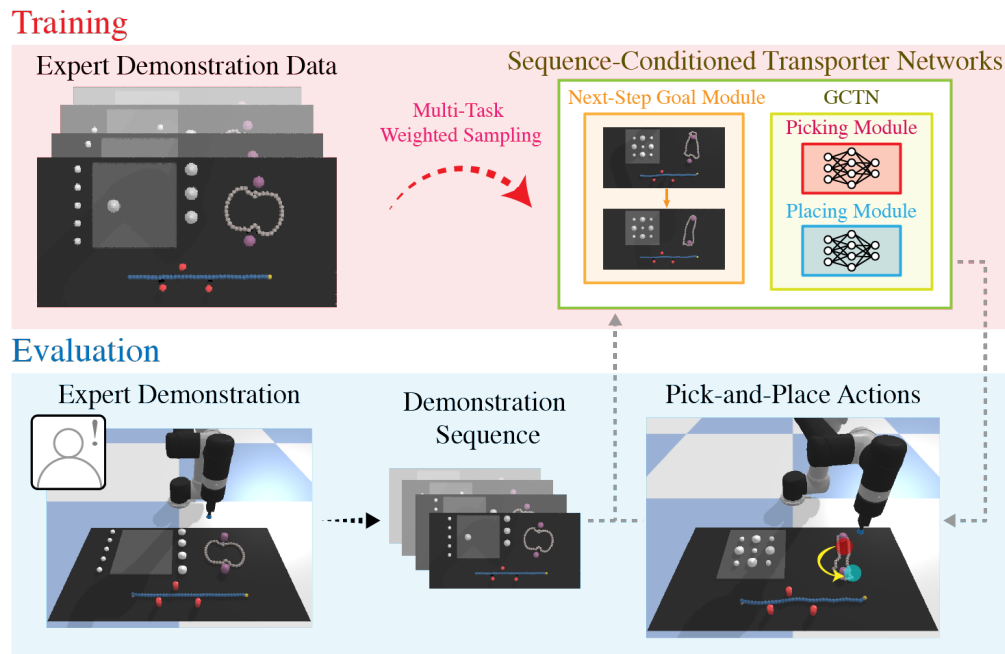 Training
Expert Demonstration Data
Multi-Task
Weighted Sampling
Sequence-Conditioned Transporter Networks
Next-Step Goal Module
GCTN
Picking Module
Placing Module
Evaluation
Expert Demonstration
!
Demonstration
Sequence
Pick-and-Place Actions